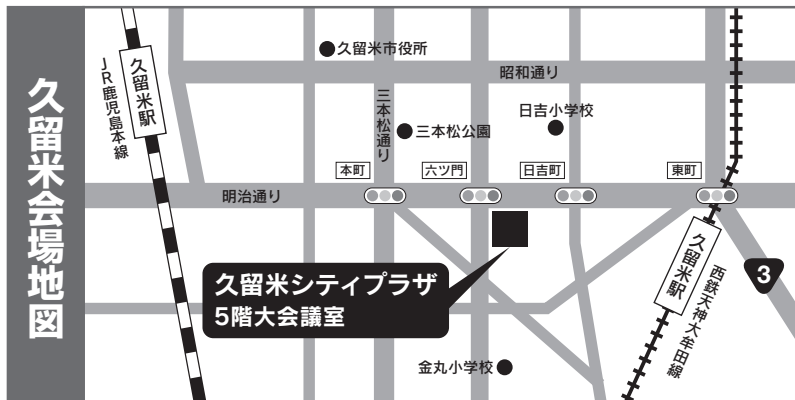 久留米会場地図
久留米駅
JR鹿児島本線
久留米市役所
昭和通り
三本松通り
三本松公園
日吉小学校
本町
六ツ門
日吉町
東町
明治通り
久留米シティプラザ
5階大会議室
久留米駅
西鉄天神大牟田線
3
金丸小学校